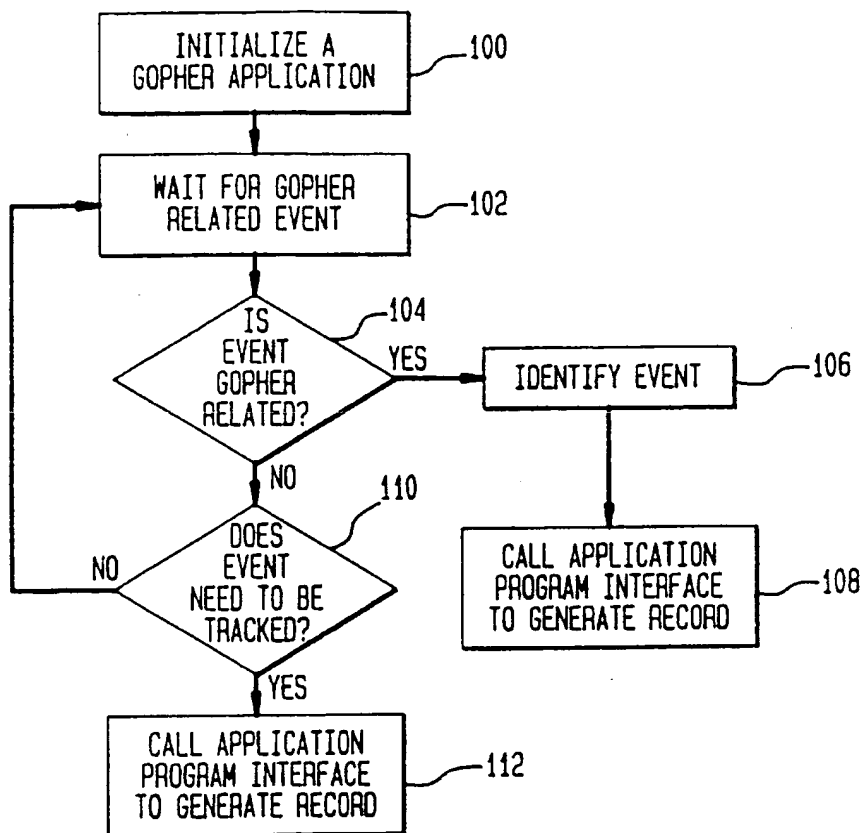 INITIALIZE A
GOPHER APPLICATION
100
WAIT FOR GOPHER
RELATED EVENT
102
IS
EVENT
GOPHER
RELATED?
104
YES
IDENTIFY EVENT
106
NO
CALL APPLICATION
PROGRAM INTERFACE
TO GENERATE RECORD
108
DOES
EVENT
NEED TO BE
TRACKED?
110
NO
YES
CALL APPLICATION
PROGRAM INTERFACE
TO GENERATE RECORD
112